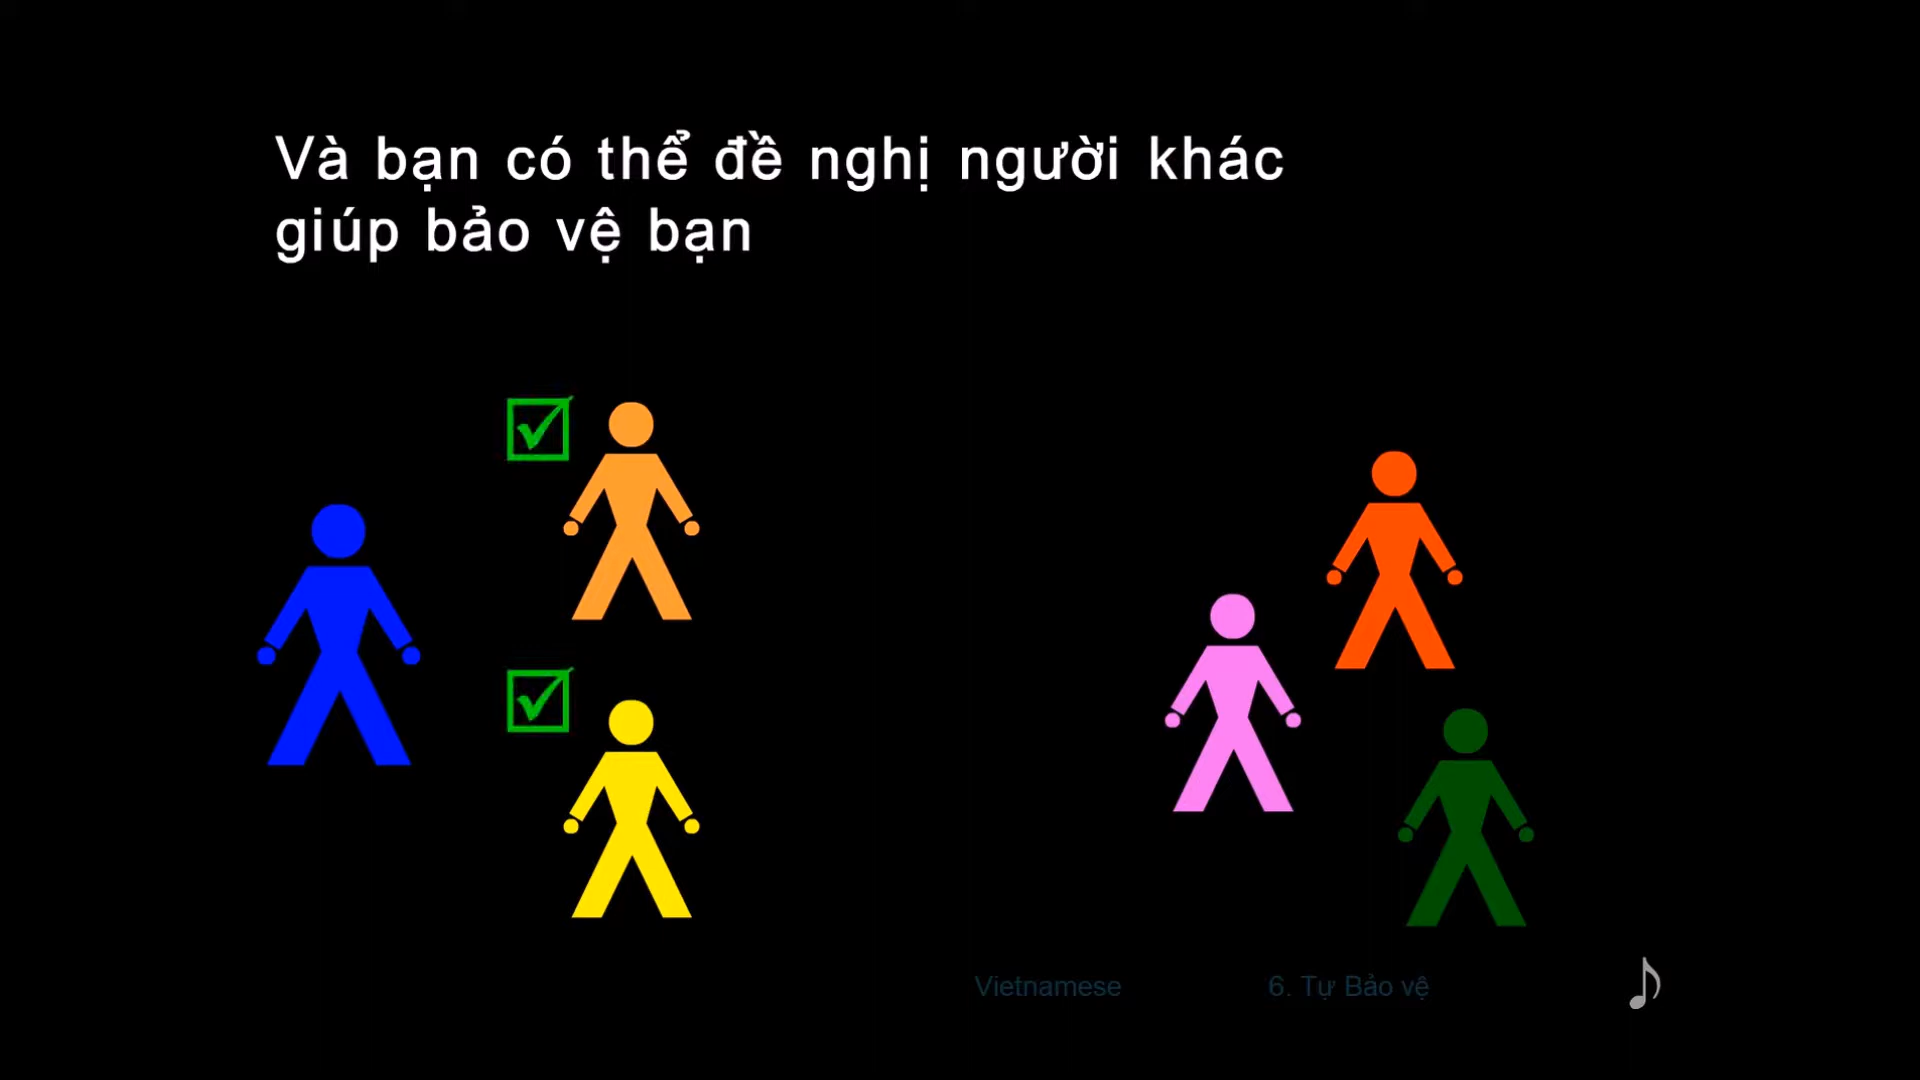 Và bạn có thể đề nghị người khác
giúp bảo vệ bạn
Vietnamese
6. Tự Bảo vệ